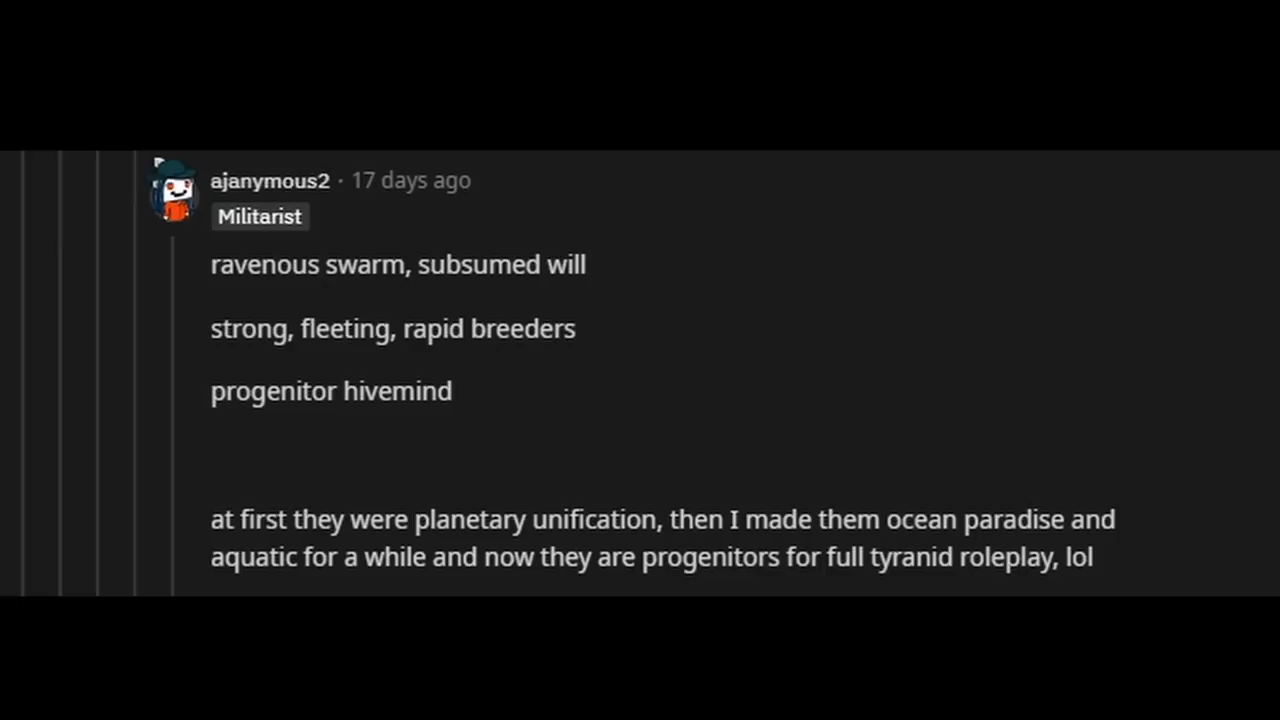 ajanymous2 · 17 days ago
Militarist
ravenous swarm, subsumed will
strong, fleeting, rapid breeders
progenitor hivemind
at first they were planetary unification, then I made them ocean paradise and
aquatic for a while and now they are progenitors for full tyranid roleplay, lol